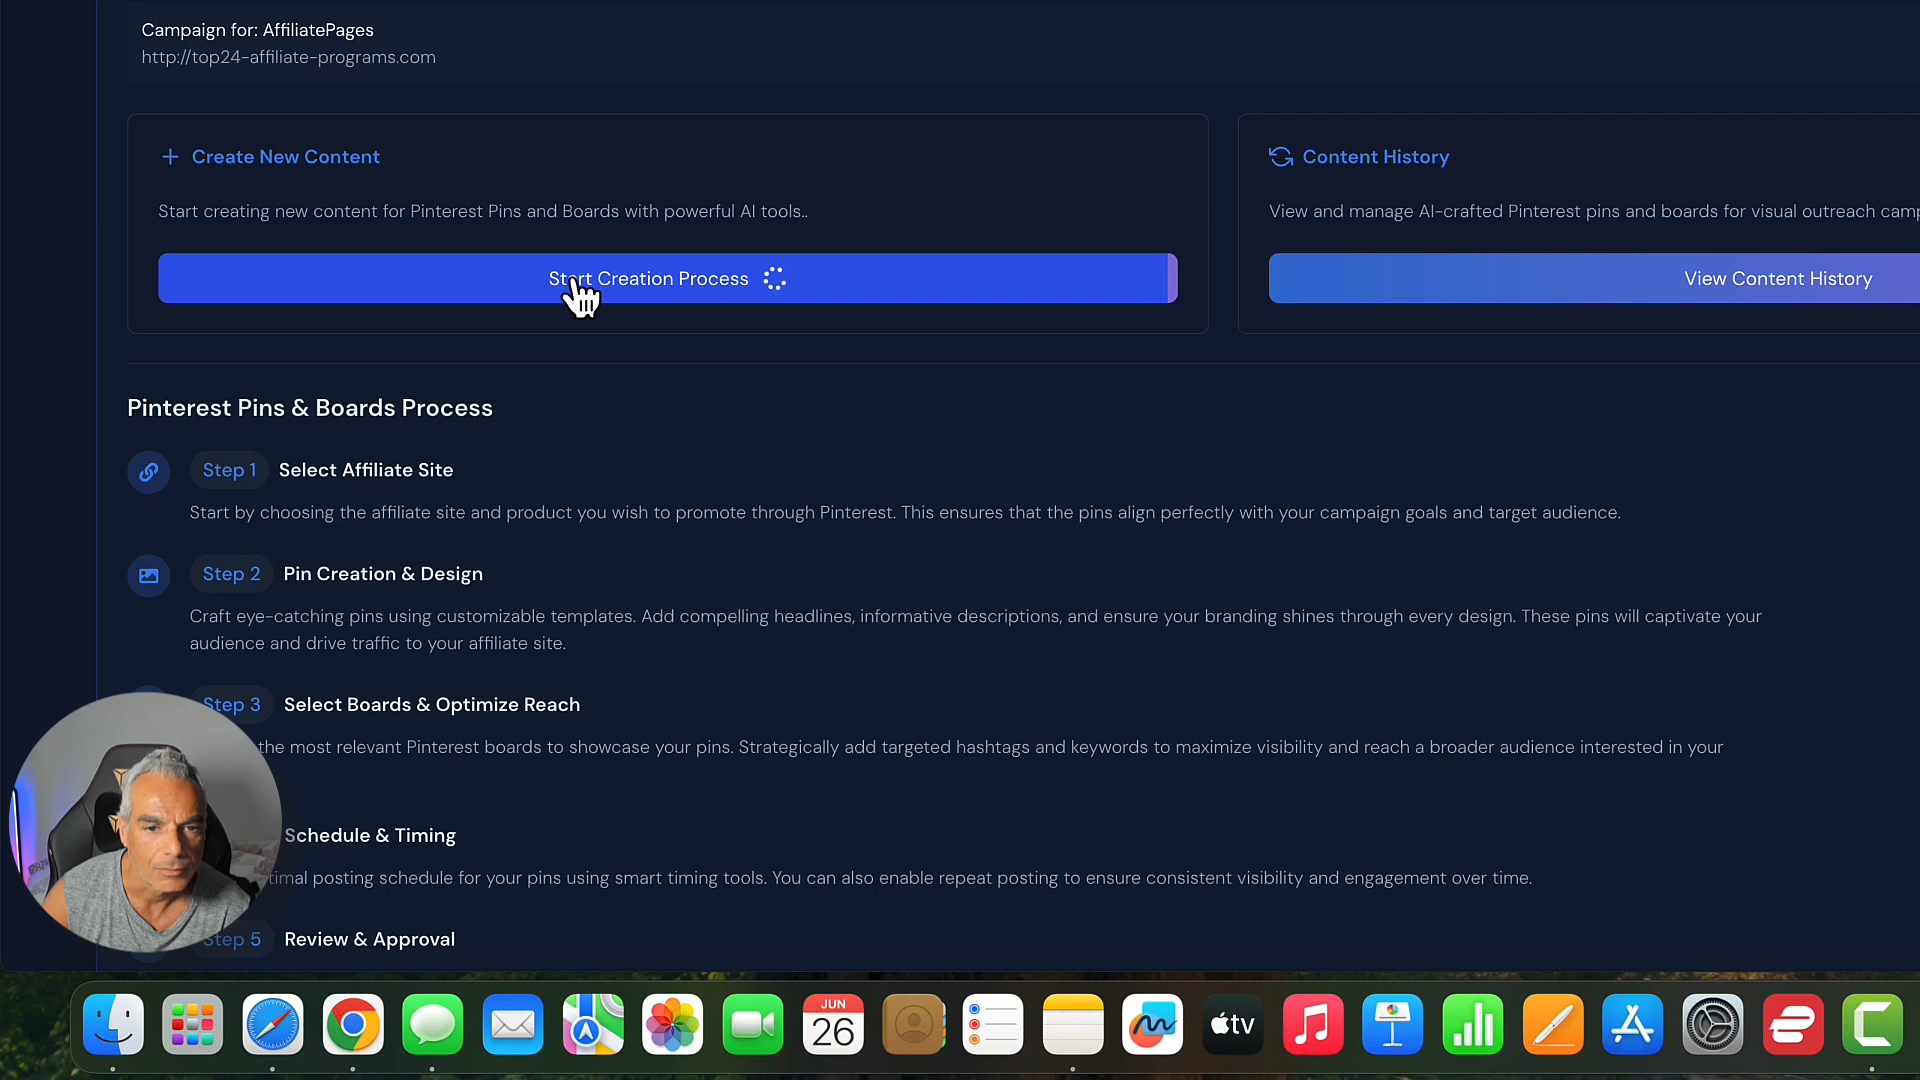 Campaign for: AffiliatePages
http://top24-affiliate-programs.com
Create New Content
Start creating new content for Pinterest Pins and Boards with powerful AI tools..
Start Creation Process
Content History
View and manage AI-crafted Pinterest pins and boards for visual outreach
View Content History
Pinterest Pins & Boards Process
Step 1 Select Affiliate Site
Start by choosing the affiliate site and product you wish to promote through Pinterest. This ensures that the pins align perfectly with your campaign goals and target audience.
Step 2 Pin Creation & Design
Craft eye-catching pins using customizable templates. Add compelling headlines, informative descriptions, and ensure your branding shines through every design. These pins will captivate your
audience and drive traffic to your affiliate site.
Step 3 Select Boards & Optimize Reach
the most relevant Pinterest boards to showcase your pins. Strategically add targeted hashtags and keywords to maximize visibility and reach a broader audience interested in your
Schedule & Timing
posting schedule for your pins using smart timing tools. You can also enable repeat posting to ensure consistent visibility and engagement over time.
Step 5 Review & Approval
JUN
26
tv